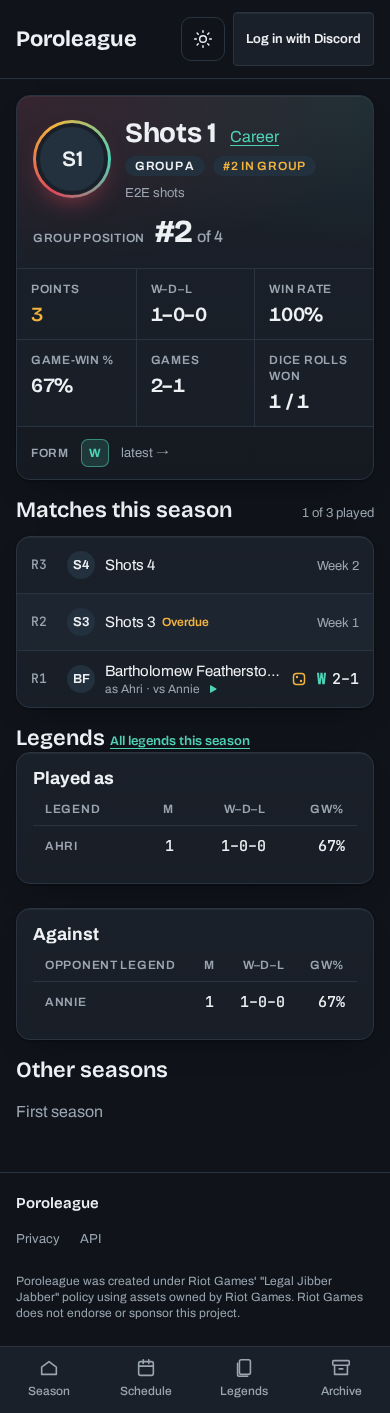 Poroleague
Log in with Discord
S1
Shots 1 Career
GROUP A #2 IN GROUP
E2E shots
GROUP POSITION #2 of 4
POINTS W–D–L WIN RATE
3 1–0–0 100%
GAME-WIN % GAMES DICE ROLLS WON
67% 2–1 1 / 1
FORM W latest →
Matches this season 1 of 3 played
R3 S4 Shots 4 Week 2
R2 S3 Shots 3 Overdue Week 1
R1 BF Bartholomew Feathersto… W 2–1
as Ahri · vs Annie
Legends All legends this season
Played as
LEGEND M W–D–L GW%
AHRI 1 1–0–0 67%
Against
OPPONENT LEGEND M W–D–L GW%
ANNIE 1 1–0–0 67%
Other seasons
First season
Poroleague
Privacy API
Poroleague was created under Riot Games' "Legal Jibber
Jabber" policy using assets owned by Riot Games. Riot Games
does not endorse or sponsor this project.
Season Schedule Legends Archive